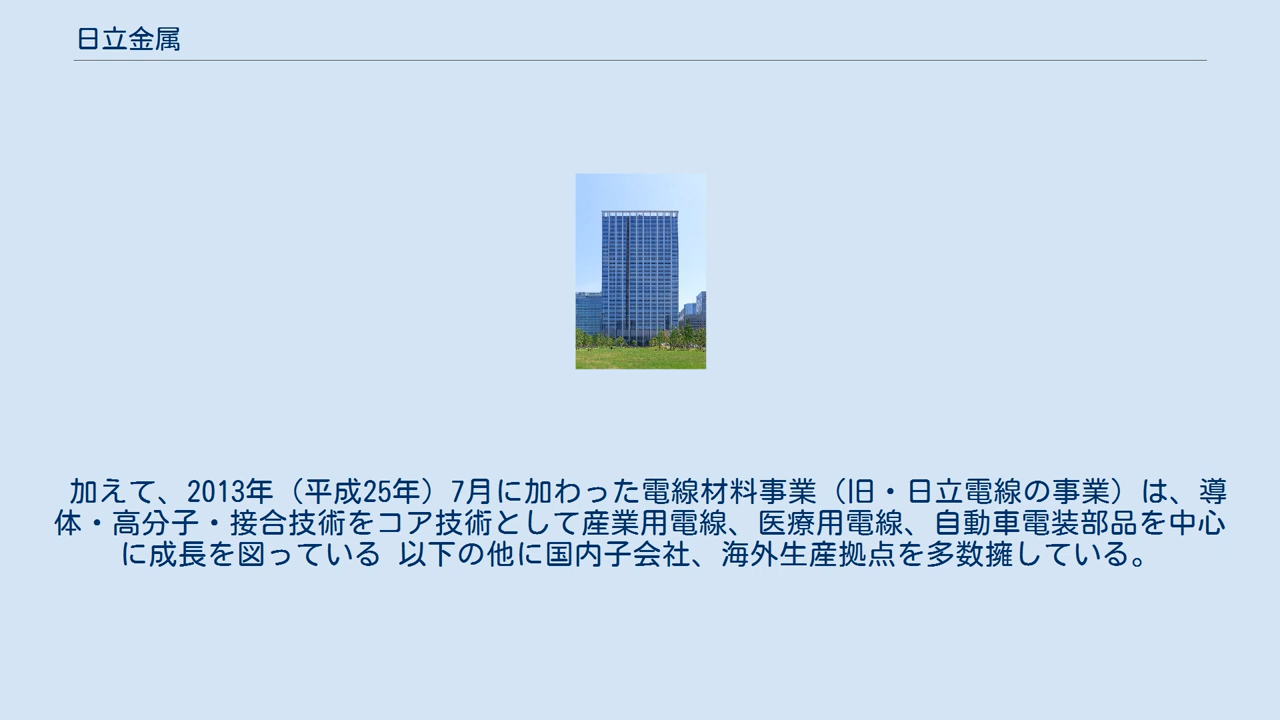 日立金属
加えて、2013年（平成25年）7月に加わった電線材料事業（旧・日立電線の事業）は、導
体・高分子・接合技術をコア技術として産業用電線、医療用電線、自動車電装部品を中心
に成長を図っている 以下の他に国内子会社、海外生産拠点を多数擁している。